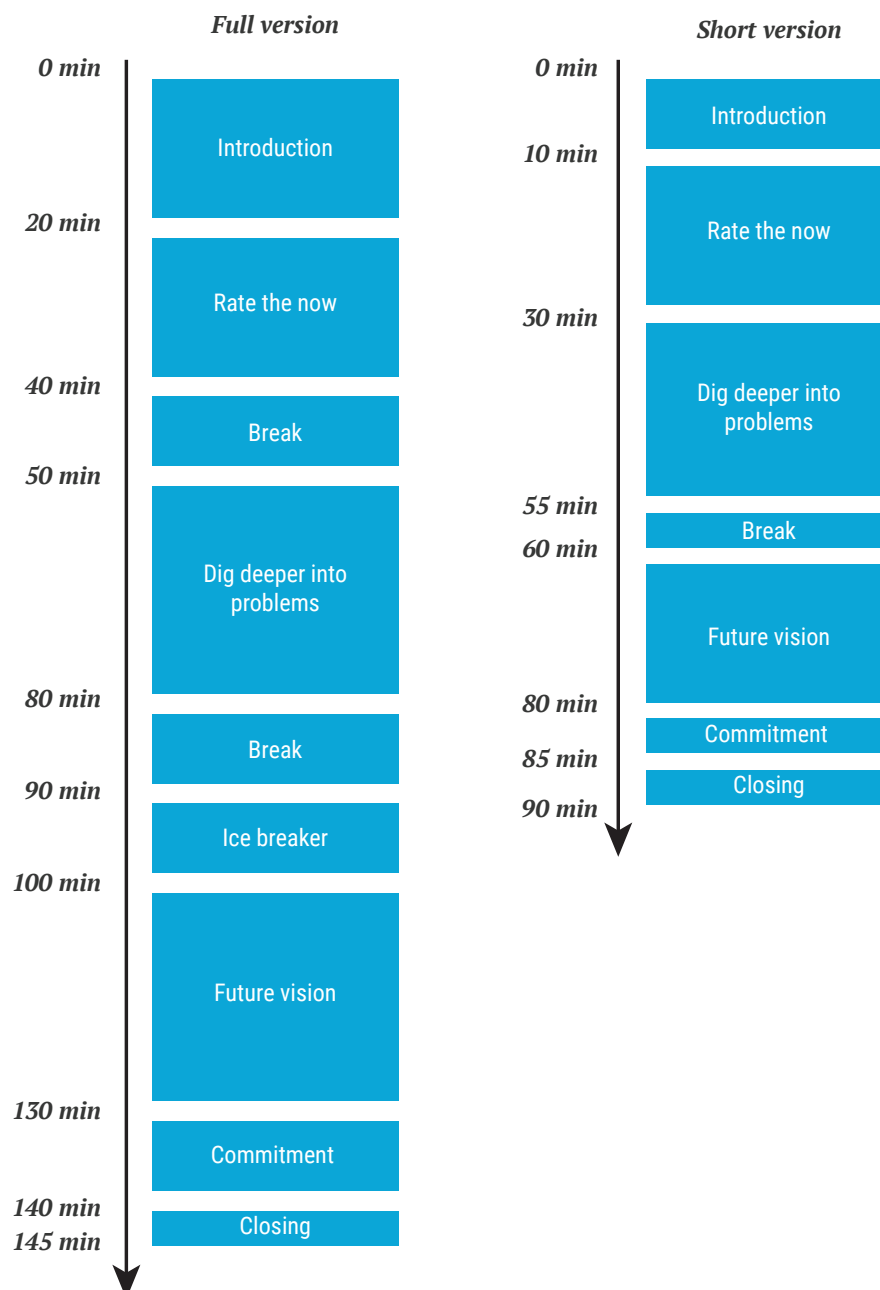 Full version
0 min
Introduction
20 min
Rate the now
40 min
Break
50 min
Dig deeper into
problems
80 min
Break
90 min
Ice breaker
100 min
Future vision
130 min
Commitment
140 min
Closing
145 min
Short version
0 min
Introduction
10 min
Rate the now
30 min
Dig deeper into
problems
55 min
Break
60 min
Future vision
80 min
Commitment
85 min
Closing
90 min